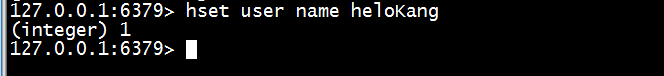 127.0.0.1:6379> hset user name heloKang
(integer) 1
127.0.0.1:6379>